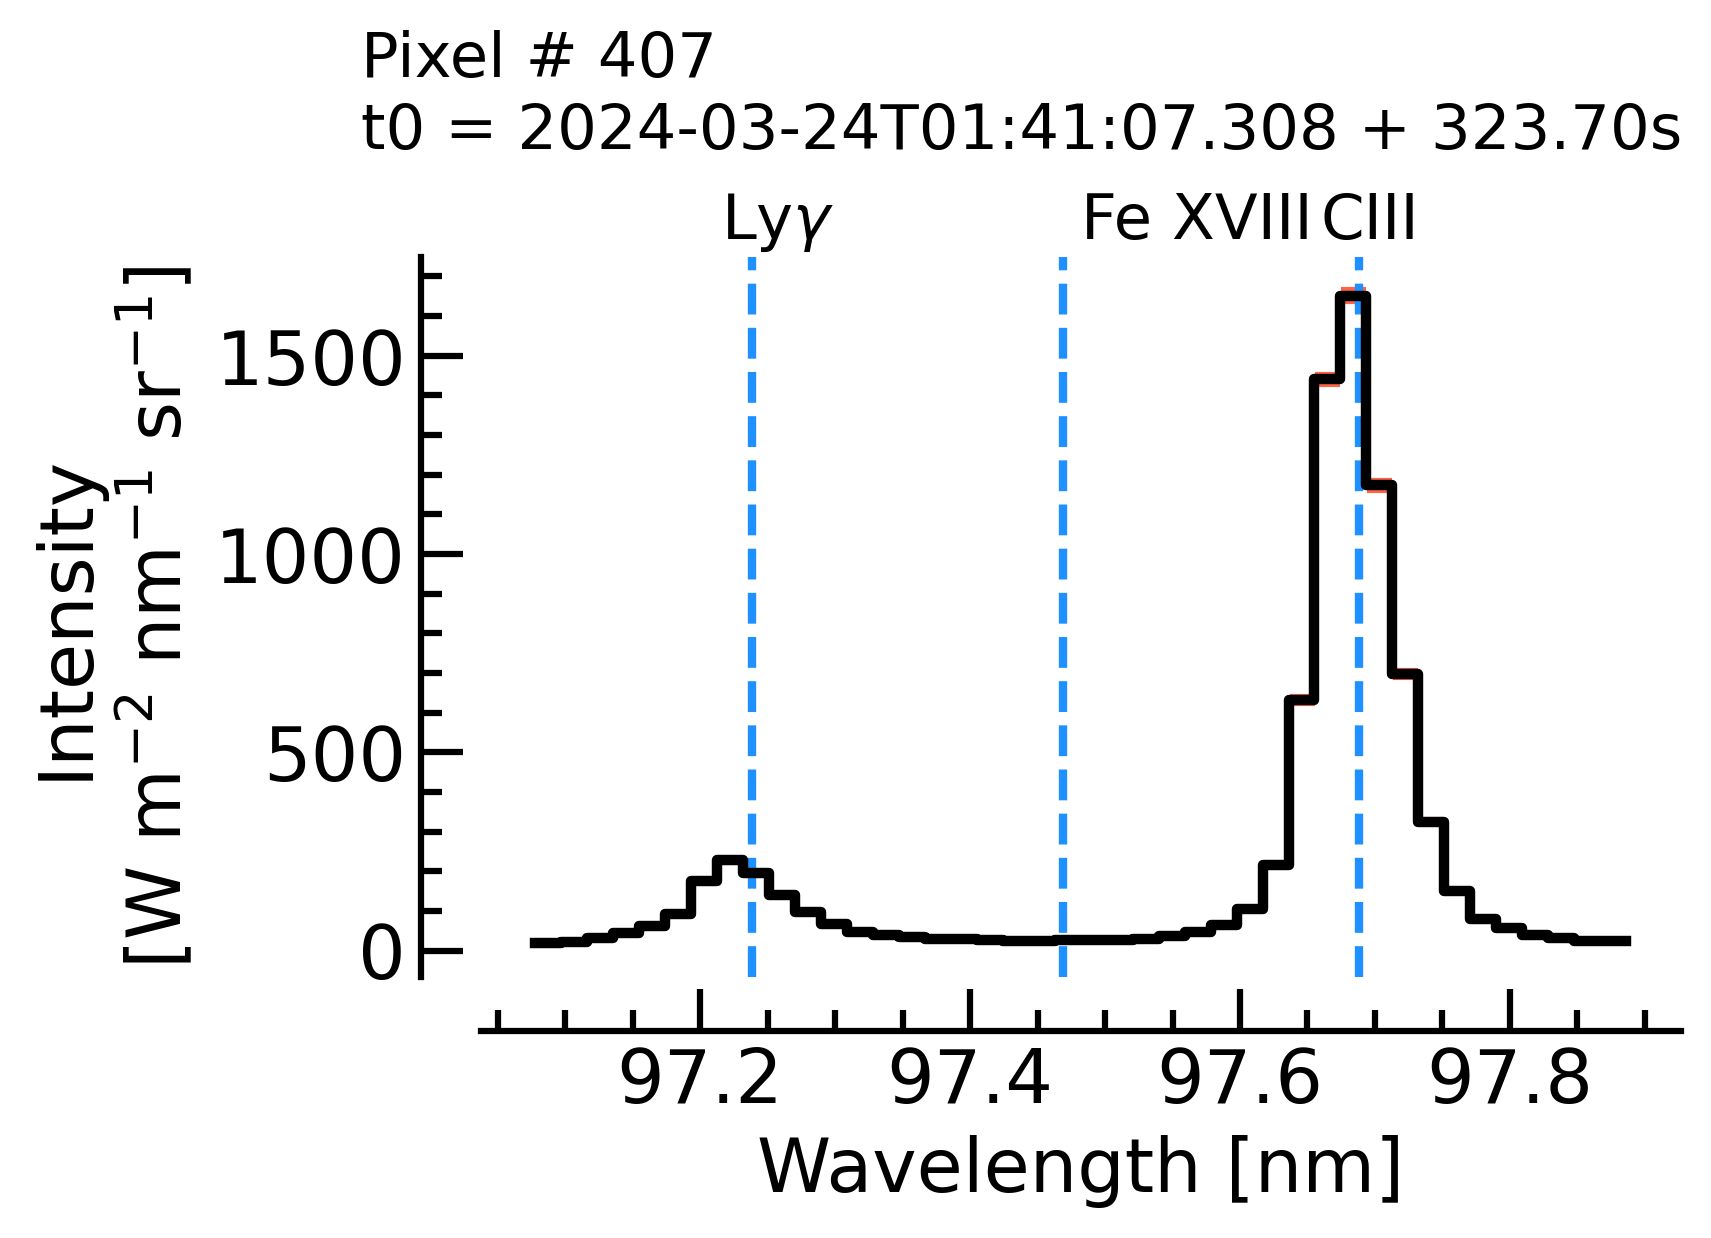 Pixel # 407
t0 = 2024-03-24T01:41:07.308 + 323.70s
Lyγ Fe XVIII CIII
Intensity
[W m⁻² nm⁻¹ sr⁻¹]
1500
1000
500
0
97.2 97.4 97.6 97.8
Wavelength [nm]